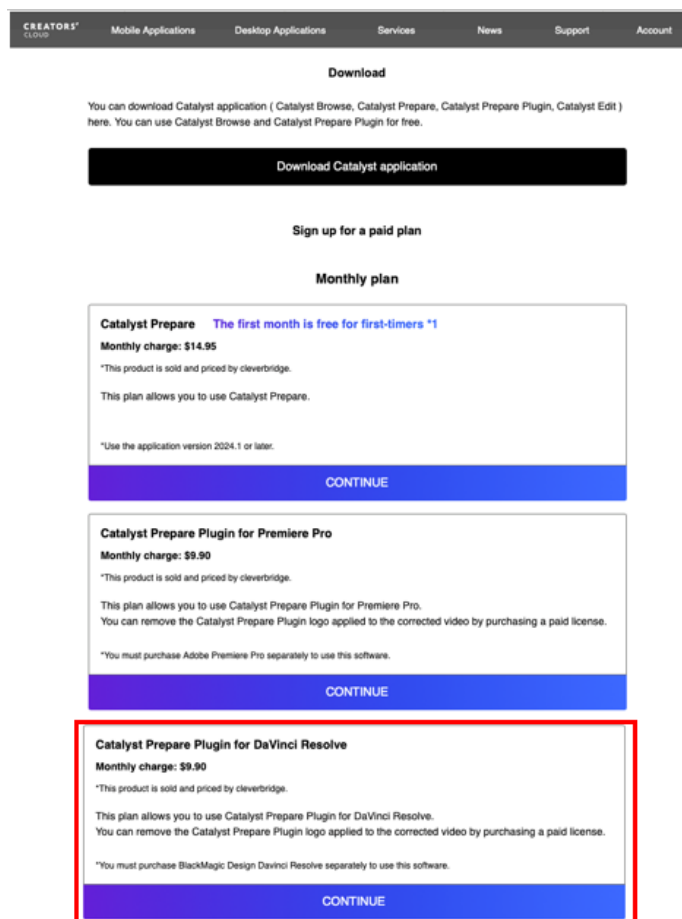 CREATORS'
CLOUD
Mobile Applications
Desktop Applications
Services
News
Support
Account
Download
You can download Catalyst application ( Catalyst Browse, Catalyst Prepare, Catalyst Prepare Plugin, Catalyst Edit )
here. You can use Catalyst Browse and Catalyst Prepare Plugin for free.
Download Catalyst application
Sign up for a paid plan
Monthly plan
Catalyst Prepare The first month is free for first-timers *1
Monthly charge: $14.95
*This product is sold and priced by cleverbridge.
This plan allows you to use Catalyst Prepare.
*Use the application version 2024.1 or later.
CONTINUE
Catalyst Prepare Plugin for Premiere Pro
Monthly charge: $9.90
*This product is sold and priced by cleverbridge.
This plan allows you to use Catalyst Prepare Plugin for Premiere Pro.
You can remove the Catalyst Prepare Plugin logo applied to the corrected video by purchasing a paid license.
*You must purchase Adobe Premiere Pro separately to use this software.
CONTINUE
Catalyst Prepare Plugin for DaVinci Resolve
Monthly charge: $9.90
*This product is sold and priced by cleverbridge.
This plan allows you to use Catalyst Prepare Plugin for DaVinci Resolve.
You can remove the Catalyst Prepare Plugin logo applied to the corrected video by purchasing a paid license.
*You must purchase BlackMagic Design Davinci Resolve separately to use this software.
CONTINUE